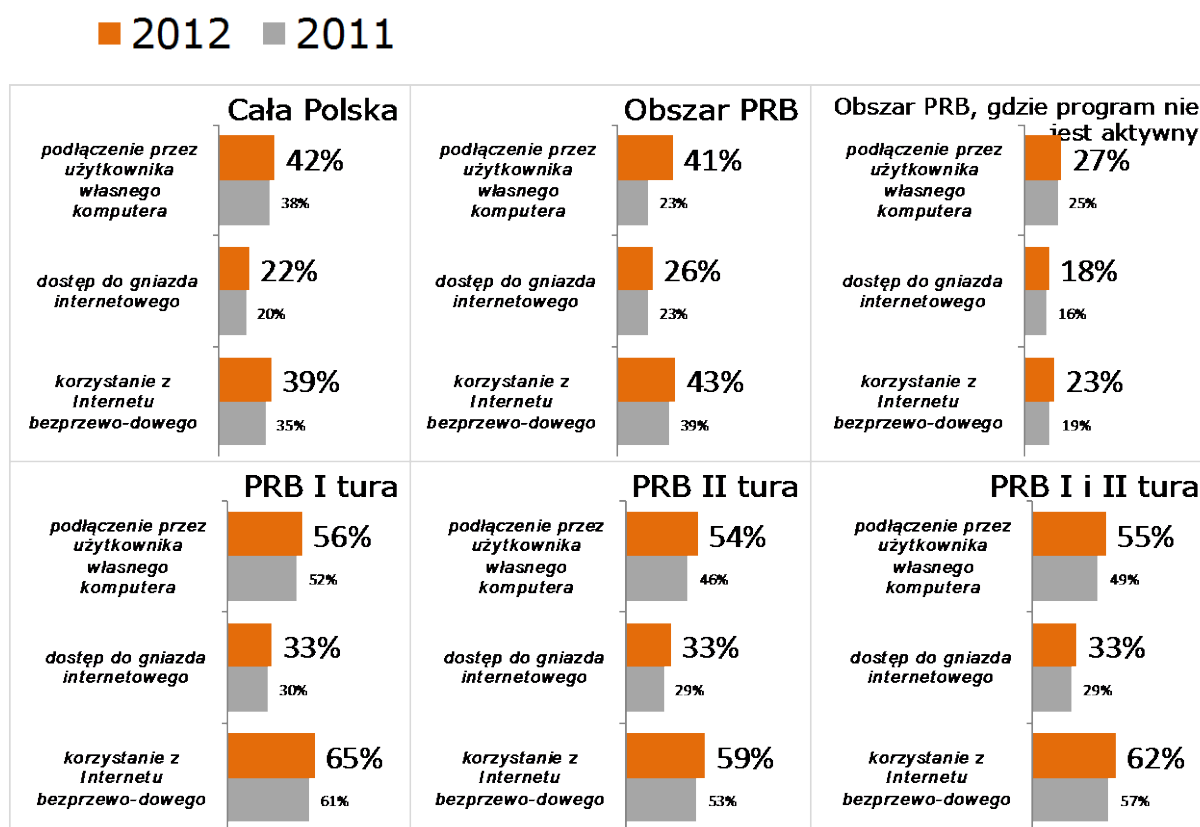 2012 2011
Cała Polska
podłączenie przez
użytkownika
własnego
komputera
42%
38%
dostęp do gniazda
internetowego
22%
20%
korzystanie z
Internetu
bezprzewo-dowego
39%
35%
Obszar PRB
podłączenie przez
użytkownika
własnego
komputera
41%
23%
dostęp do gniazda
internetowego
26%
23%
korzystanie z
Internetu
bezprzewo-dowego
43%
39%
Obszar PRB, gdzie program nie
jest aktywny
podłączenie przez
użytkownika
własnego
komputera
27%
25%
dostęp do gniazda
internetowego
18%
16%
korzystanie z
Internetu
bezprzewo-dowego
23%
19%
PRB I tura
podłączenie przez
użytkownika
własnego
komputera
56%
52%
dostęp do gniazda
internetowego
33%
30%
korzystanie z
Internetu
bezprzewo-dowego
65%
61%
PRB II tura
podłączenie przez
użytkownika
własnego
komputera
54%
46%
dostęp do gniazda
internetowego
33%
29%
korzystanie z
Internetu
bezprzewo-dowego
59%
53%
PRB I i II tura
podłączenie przez
użytkownika
własnego
komputera
55%
49%
dostęp do gniazda
internetowego
33%
29%
korzystanie z
Internetu
bezprzewo-dowego
62%
57%